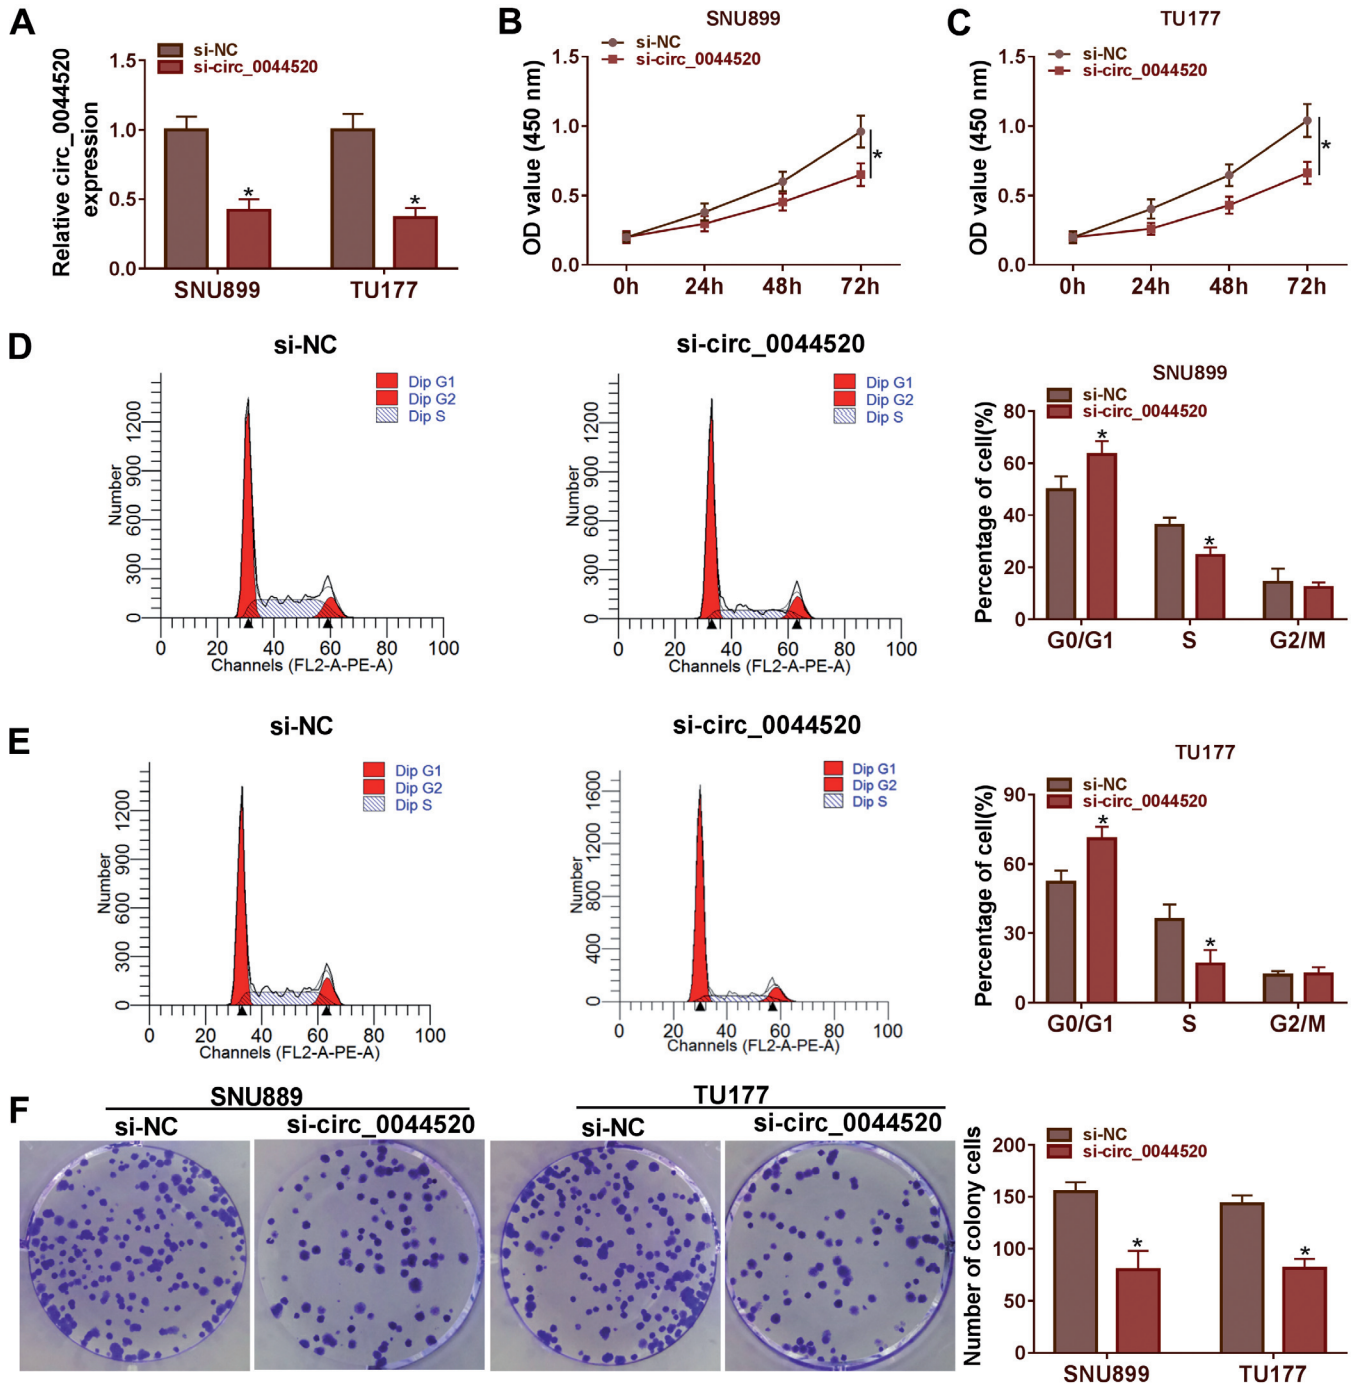 A
Relative circ_0044520
expression
si-NC
si-circ_0044520
1.5
1.0
0.5
0.0
SNU899
TU177
*
*
B
SNU899
si-NC
si-circ_0044520
OD value (450 nm)
1.5
1.0
0.5
0.0
0h
24h
48h
72h
*
C
TU177
si-NC
si-circ_0044520
OD value (450 nm)
1.5
1.0
0.5
0.0
0h
24h
48h
72h
*
D
si-NC
Dip G1
Dip G2
Dip S
Number
1200
900
600
300
0
0 20 40 60 80 100
Channels (FL2-A-PE-A)
si-circ_0044520
Dip G1
Dip G2
Dip S
Number
1200
900
600
300
0
0 20 40 60 80 100
Channels (FL2-A-PE-A)
SNU899
si-NC
si-circ_0044520
Percentage of cell(%)
80
60
40
20
0
G0/G1
S
G2/M
*
*
E
si-NC
Dip G1
Dip G2
Dip S
Number
1200
900
600
300
0
0 20 40 60 80 100
Channels (FL2-A-PE-A)
si-circ_0044520
Dip G1
Dip G2
Dip S
Number
1600
1200
800
400
0
0 20 40 60 80 100
Channels (FL2-A-PE-A)
TU177
si-NC
si-circ_0044520
Percentage of cell(%)
90
60
30
0
G0/G1
S
G2/M
*
*
F
SNU889
si-NC
si-circ_0044520
TU177
si-NC
si-circ_0044520
Number of colony cells
si-NC
si-circ_0044520
200
150
100
50
0
SNU899
TU177
*
*